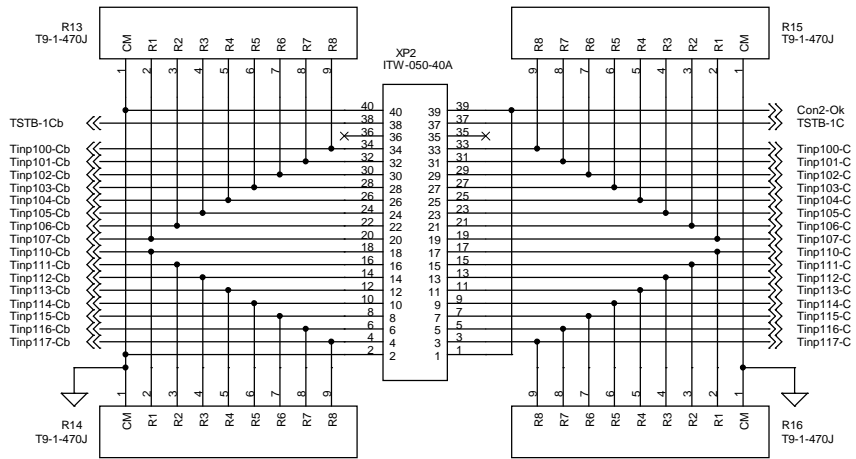 R13
T9-1-470J
CM R1 R2 R3 R4 R5 R6 R7 R8
1 2 3 4 5 6 7 8 9
XP2
ITW-050-40A
R15
T9-1-470J
R8 R7 R6 R5 R4 R3 R2 R1 CM
9 8 7 6 5 4 3 2 1
40 40 39 39 Con2-Ok
TSTB-1Cb 38 38 37 37 TSTB-1C
36 36 35 35
Tinp100-Cb 34 34 33 33 Tinp100-C
Tinp101-Cb 32 32 31 31 Tinp101-C
Tinp102-Cb 30 30 29 29 Tinp102-C
Tinp103-Cb 28 28 27 27 Tinp103-C
Tinp104-Cb 26 26 25 25 Tinp104-C
Tinp105-Cb 24 24 23 23 Tinp105-C
Tinp106-Cb 22 22 21 21 Tinp106-C
Tinp107-Cb 20 20 19 19 Tinp107-C
Tinp110-Cb 18 18 17 17 Tinp110-C
Tinp111-Cb 16 16 15 15 Tinp111-C
Tinp112-Cb 14 14 13 13 Tinp112-C
Tinp113-Cb 12 12 11 11 Tinp113-C
Tinp114-Cb 10 10 9 9 Tinp114-C
Tinp115-Cb 8 8 7 7 Tinp115-C
Tinp116-Cb 6 6 5 5 Tinp116-C
Tinp117-Cb 4 4 3 3 Tinp117-C
2 2 1 1
1 2 3 4 5 6 7 8 9
CM R1 R2 R3 R4 R5 R6 R7 R8
R14
T9-1-470J
9 8 7 6 5 4 3 2 1
R8 R7 R6 R5 R4 R3 R2 R1 CM
R16
T9-1-470J